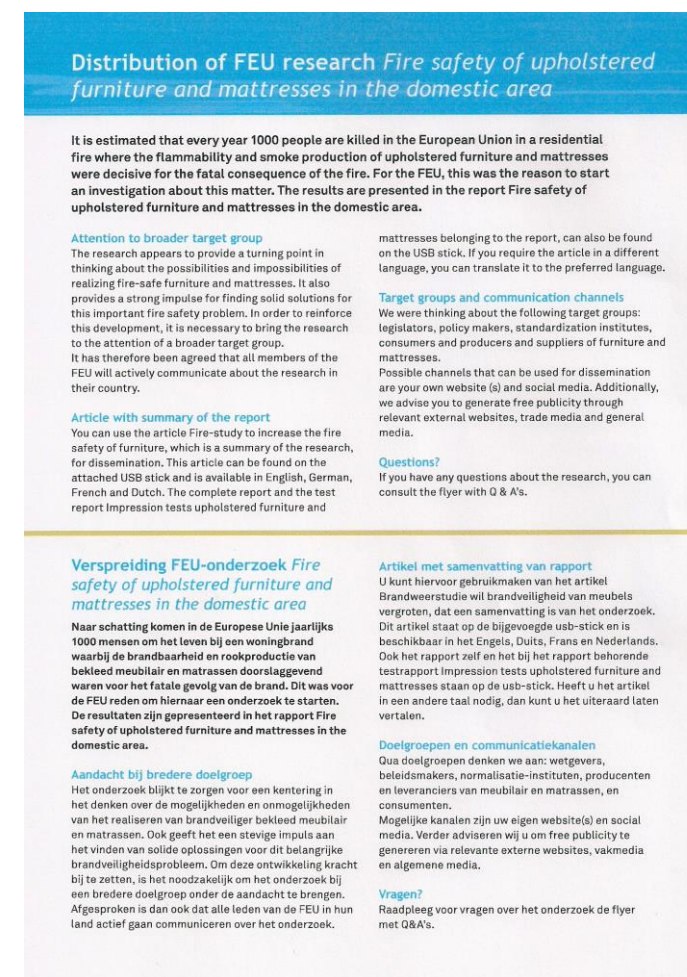 Distribution of FEU research Fire safety of upholstered
furniture and mattresses in the domestic area
It is estimated that every year 1000 people are killed in the European Union in a residential
fire where the flammability and smoke production of upholstered furniture and mattresses
were decisive for the fatal consequence of the fire. For the FEU, this was the reason to start
an investigation about this matter. The results are presented in the report Fire safety of
upholstered furniture and mattresses in the domestic area.
Attention to broader target group
The research appears to provide a turning point in
thinking about the possibilities and impossibilities of
realizing fire-safe furniture and mattresses. It also
provides a strong impulse for finding solid solutions for
this important fire safety problem. In order to reinforce
this development, it is necessary to bring the research
to the attention of a broader target group.
It has therefore been agreed that all members of the
FEU will actively communicate about the research in
their country.
Article with summary of the report
You can use the article Fire-study to increase the fire
safety of furniture, which is a summary of the research,
for dissemination. This article can be found on the
attached USB stick and is available in English, German,
French and Dutch. The complete report and the test
report Impression tests upholstered furniture and
mattresses belonging to the report, can also be found
on the USB stick. If you require the article in a different
language, you can translate it to the preferred language.
Target groups and communication channels
We were thinking about the following target groups:
legislators, policy makers, standardization institutes,
consumers and producers and suppliers of furniture and
mattresses.
Possible channels that can be used for dissemination
are your own website (s) and social media. Additionally,
we advise you to generate free publicity through
relevant external websites, trade media and general
media.
Questions?
If you have any questions about the research, you can
consult the flyer with Q & A's.
Verspreiding FEU-onderzoek Fire
safety of upholstered furniture and
mattresses in the domestic area
Naar schatting komen in de Europese Unie jaarlijks
1000 mensen om het leven bij een woningbrand
waarbij de brandbaarheid en rookproductie van
bekleed meubilair en matrassen doorslaggevend
waren voor het fatale gevolg van de brand. Dit was voor
de FEU reden om hiernaar een onderzoek te starten.
De resultaten zijn gepresenteerd in het rapport Fire
safety of upholstered furniture and mattresses in the
domestic area.
Aandacht bij bredere doelgroep
Het onderzoek blijkt te zorgen voor een kentering in
het denken over de mogelijkheden en onmogelijkheden
van het realiseren van brandveiliger bekleed meubilair
en matrassen. Ook geeft het een stevige impuls aan
het vinden van solide oplossingen voor dit belangrijke
brandveiligheidsprobleem. Om deze ontwikkeling kracht
bij te zetten, is het noodzakelijk om het onderzoek bij
een bredere doelgroep onder de aandacht te brengen.
Afgesproken is dan ook dat alle leden van de FEU in hun
land actief gaan communiceren over het onderzoek.
Artikel met samenvatting van rapport
U kunt hiervoor gebruikmaken van het artikel
Brandweerstudie wil brandveiligheid van meubels
vergroten, dat een samenvatting is van het onderzoek.
Dit artikel staat op de bijgevoegde usb-stick en is
beschikbaar in het Engels, Duits, Frans en Nederlands.
Ook het rapport zelf en het bij het rapport behorende
testrapport Impression tests upholstered furniture and
mattresses staan op de usb-stick. Heeft u het artikel
in een andere taal nodig, dan kunt u het uiteraard laten
vertalen.
Doelgroepen en communicatiekanalen
Qua doelgroepen denken we aan: wetgevers,
beleidsmakers, normalisatie-instituten, producenten
en leveranciers van meubilair en matrassen, en
consumenten.
Mogelijke kanalen zijn uw eigen website(s) en social
media. Verder adviseren wij u om free publicity te
genereren via relevante externe websites, vakmedia
en algemene media.
Vragen?
Raadpleeg voor vragen over het onderzoek de flyer
met Q&A's.